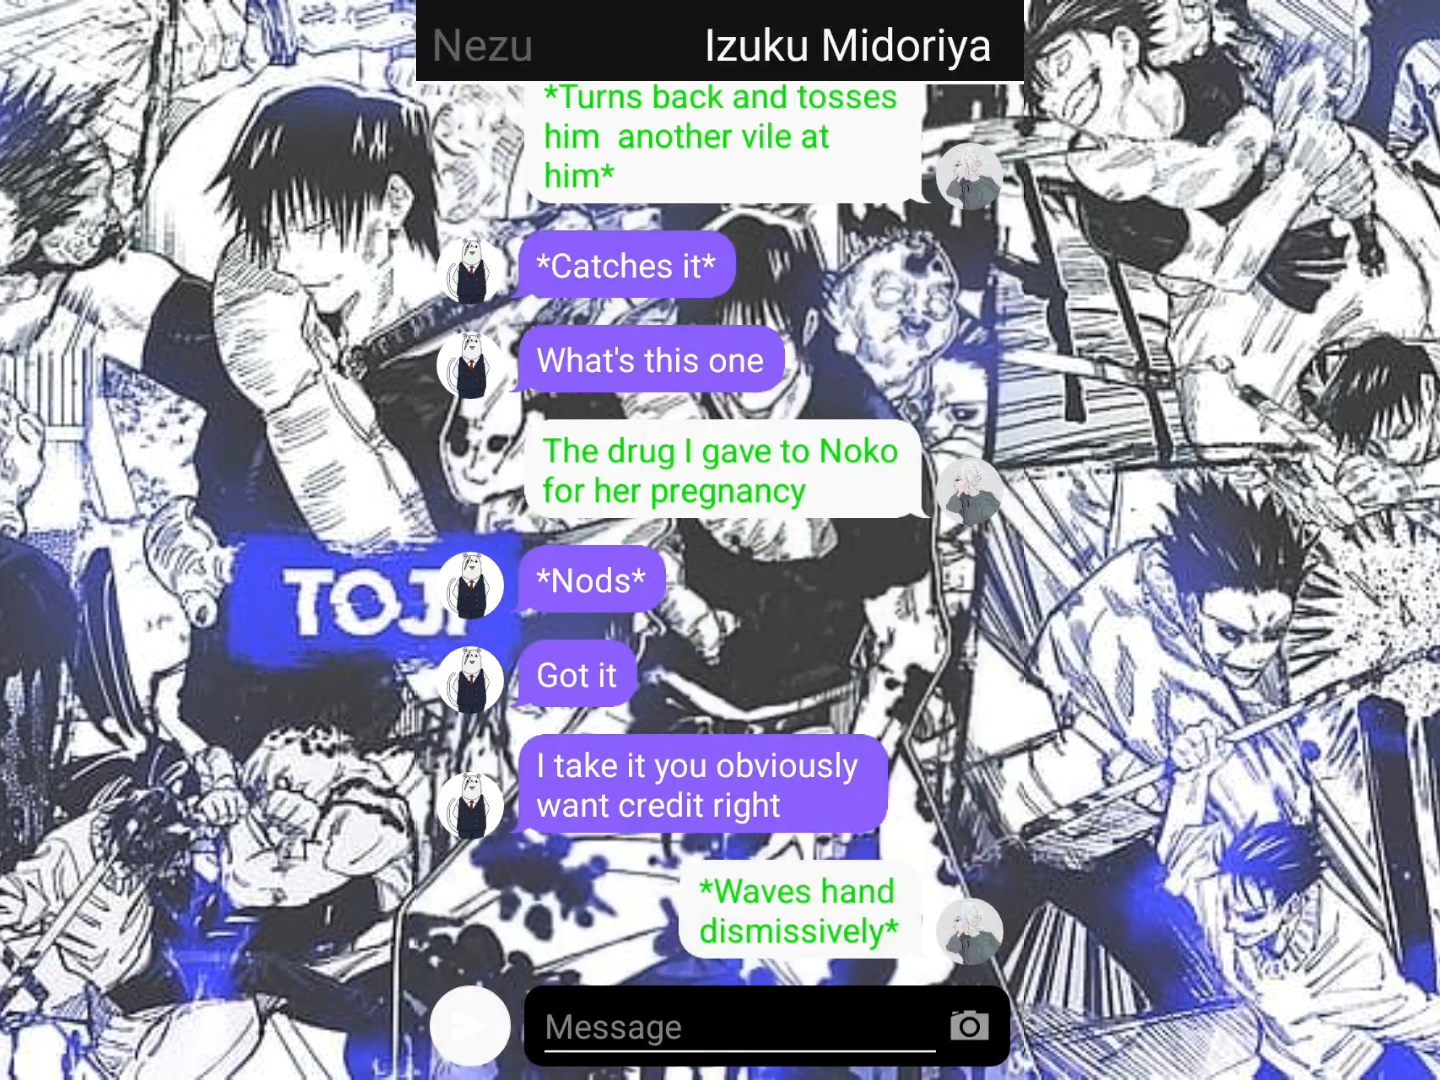 Nezu
Izuku Midoriya
*Turns back and tosses
him another vile at
him*
*Catches it*
What's this one
The drug I gave to Noko
for her pregnancy
*Nods*
TOJI
Got it
I take it you obviously
want credit right
*Waves hand
dismissively*
Message